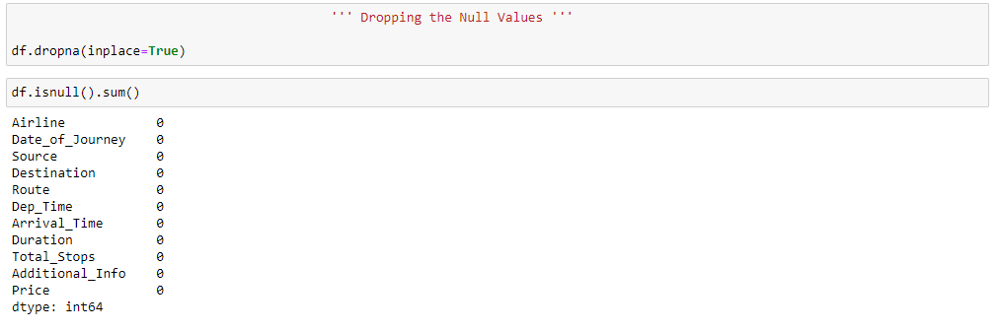 ''' Dropping the Null Values '''
df.dropna(inplace=True)
df.isnull().sum()
Airline 0
Date_of_Journey 0
Source 0
Destination 0
Route 0
Dep_Time 0
Arrival_Time 0
Duration 0
Total_Stops 0
Additional_Info 0
Price 0
dtype: int64